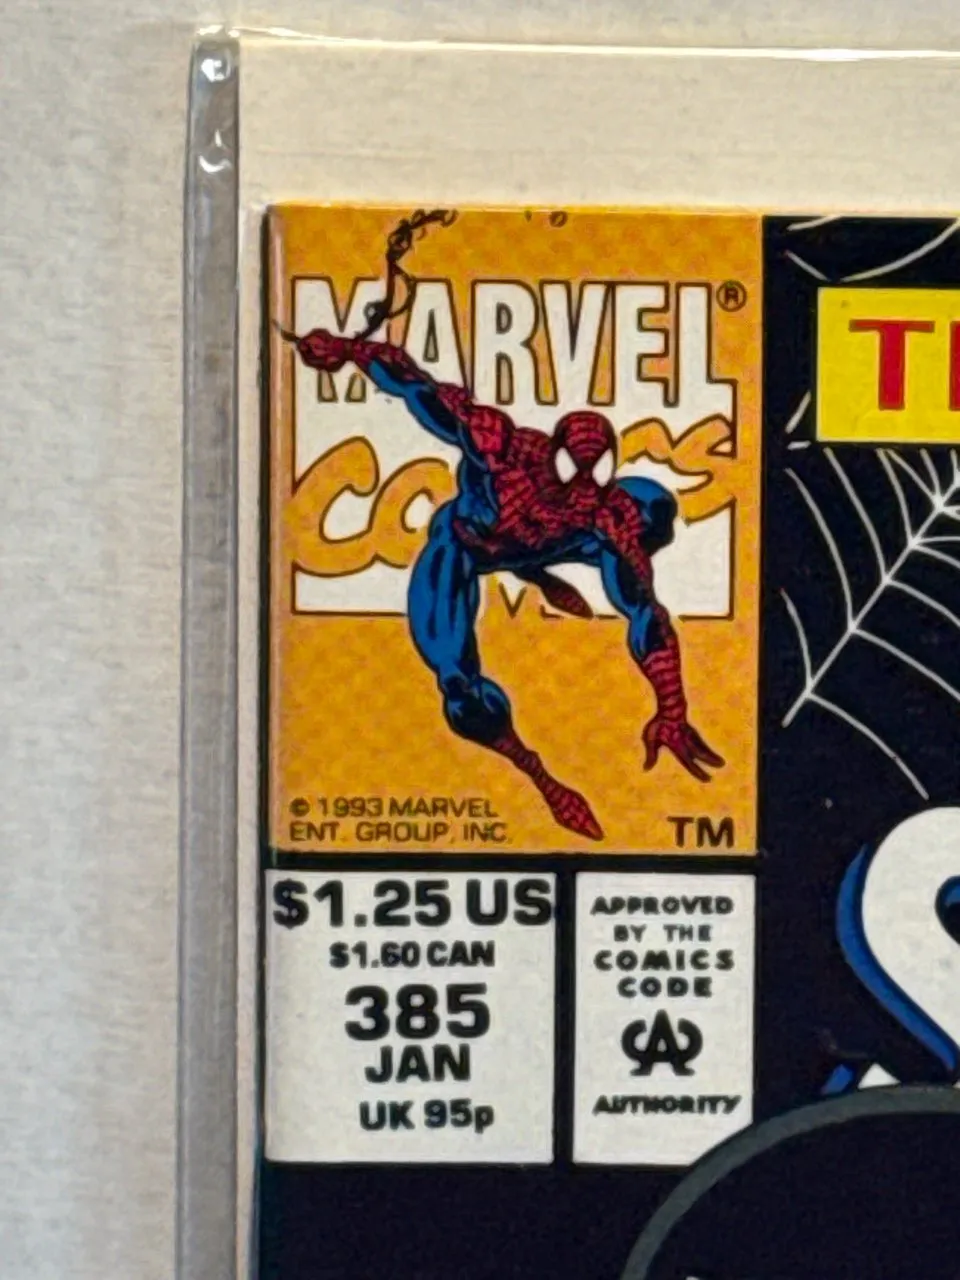 MARVEL®
COMICS
© 1993 MARVEL
ENT. GROUP, INC.
TM
$1.25 US
$1.60 CAN
385
JAN
UK 95p
APPROVED
BY THE
COMICS
CODE
CA
AUTHORITY
T
S